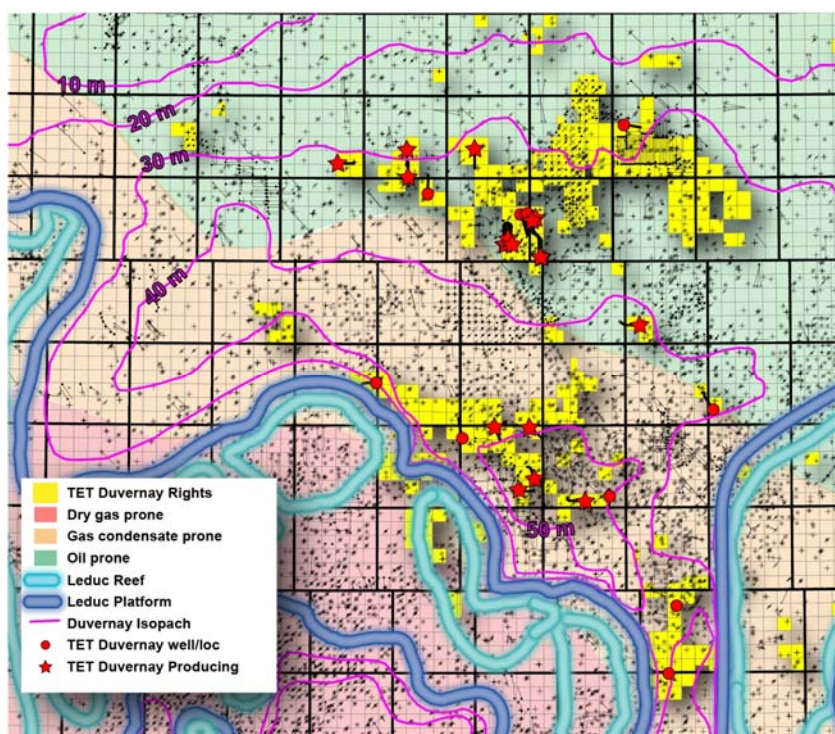 10 m
20 m
30 m
40 m
50 m
TET Duvernay Rights
Dry gas prone
Gas condensate prone
Oil prone
Leduc Reef
Leduc Platform
Duvernay Isopach
TET Duvernay well/loc
TET Duvernay Producing